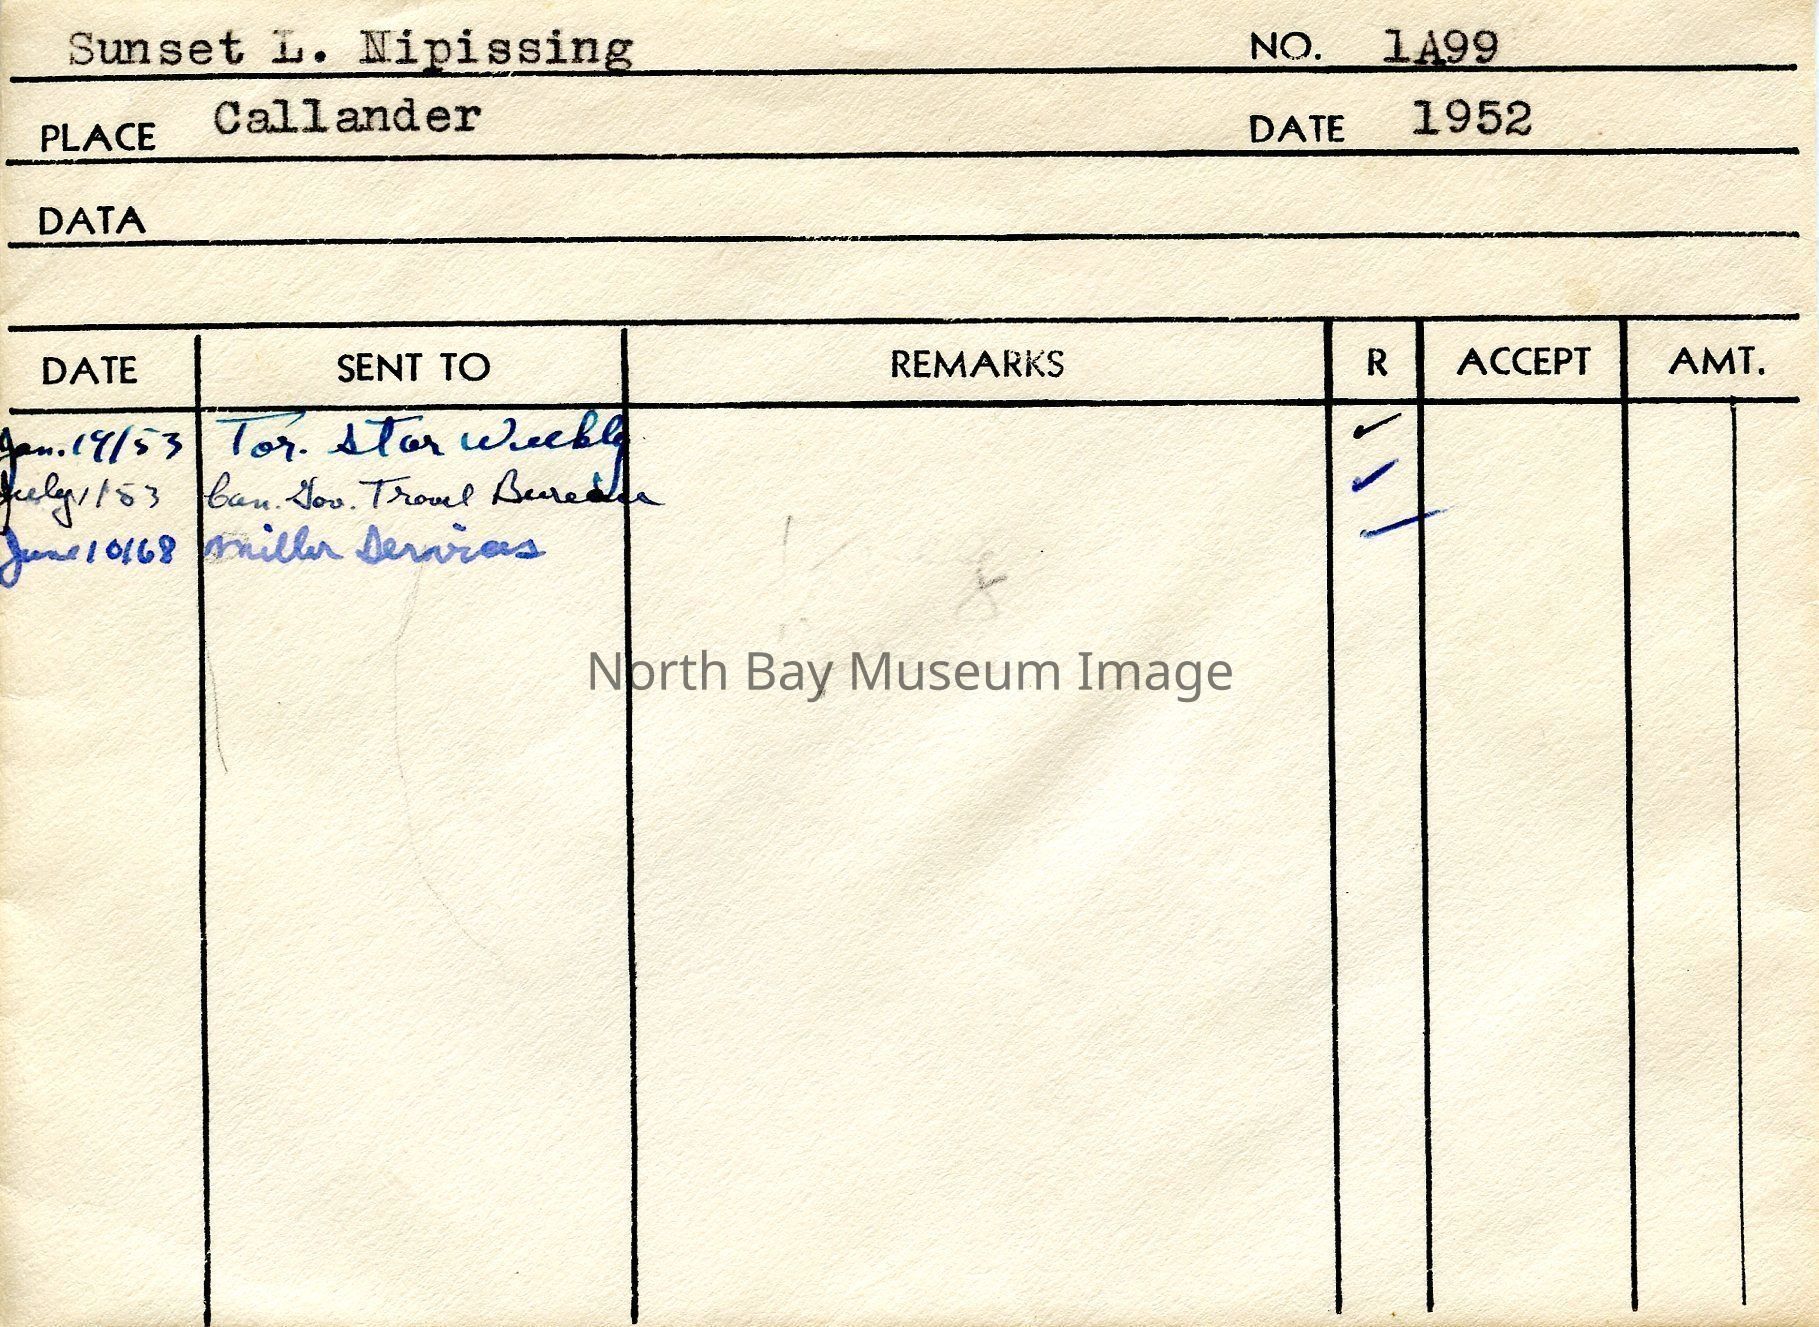 Sunset L. Nipissing NO. 1A99
PLACE Callander DATE 1952
DATA
DATE SENT TO REMARKS R ACCEPT AMT.
Jan. 19/53 Tor. Star Weekly ✓
July 1/53 Can. Gov. Travel Bureau ✓
June 10/68 Miller Services ✓
North Bay Museum Image